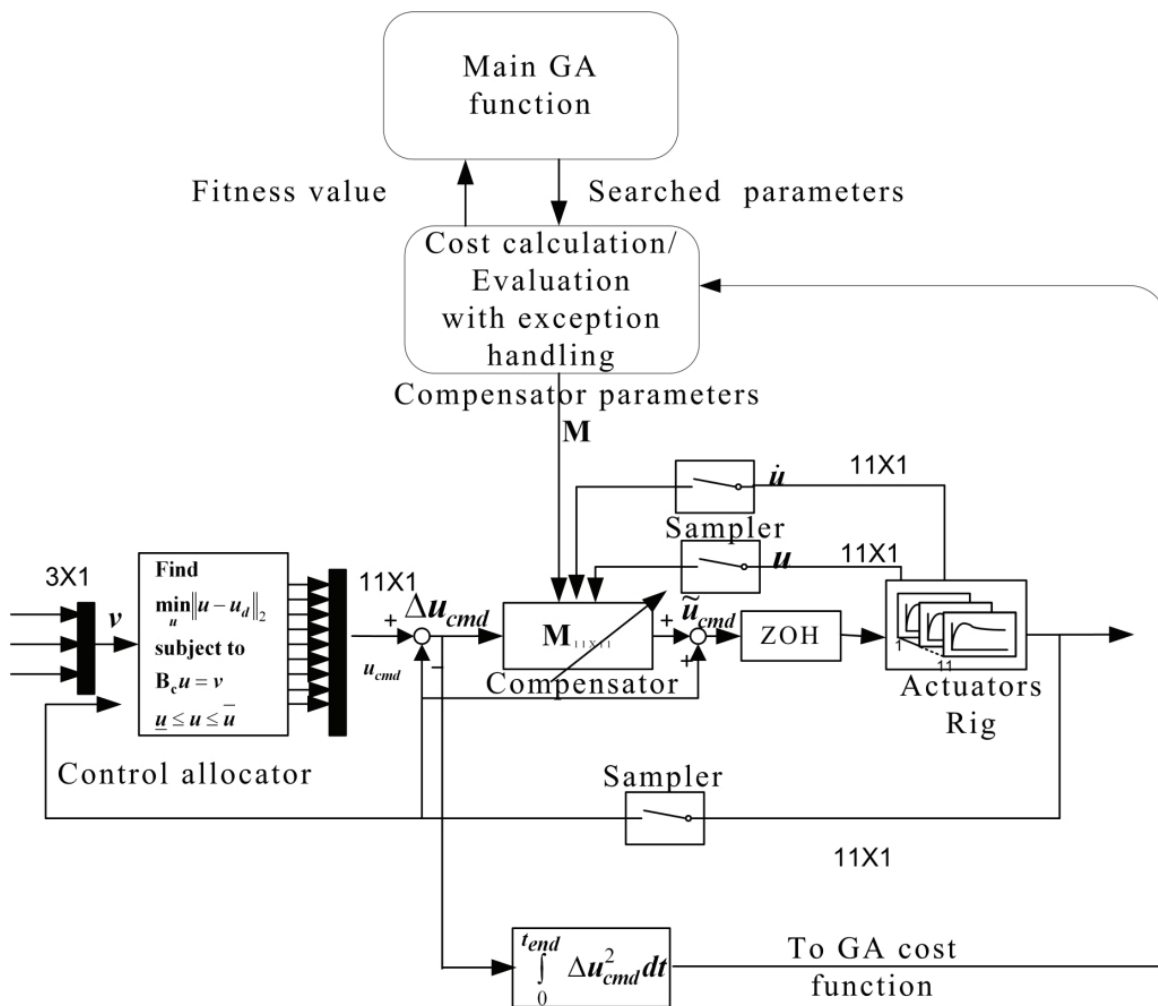 Main GA
function
Fitness value
Searched parameters
Cost calculation/
Evaluation
with exception
handling
Compensator parameters
M
u̇
11X1
Sampler
u
11X1
3X1
v
Find
min ‖u − u_d‖₂
u
subject to
B_c u = v
u̲ ≤ u ≤ u̅
11X1
+
Δu_cmd
u_cmd
−
M₁₁ₓ₁₁
Compensator
+
ũ_cmd
+
ZOH
1
11
Actuators
Rig
Control allocator
Sampler
11X1
t_end
∫ Δu²_cmd dt
0
To GA cost
function